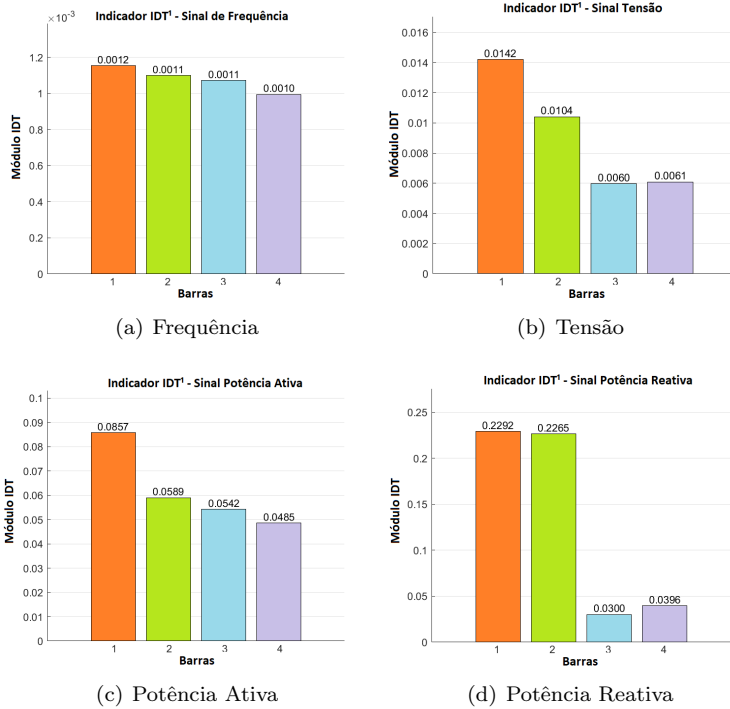 Indicador IDT¹ - Sinal de Frequência
×10⁻³
Módulo IDT
1.2
1
0.8
0.6
0.4
0.2
0
0.0012
0.0011
0.0011
0.0010
1 2 3 4
Barras
(a) Frequência
Indicador IDT¹ - Sinal Tensão
Módulo IDT
0.016
0.014
0.012
0.01
0.008
0.006
0.004
0.002
0
0.0142
0.0104
0.0060
0.0061
1 2 3 4
Barras
(b) Tensão
Indicador IDT¹ - Sinal Potência Ativa
Módulo IDT
0.1
0.09
0.08
0.07
0.06
0.05
0.04
0.03
0.02
0.01
0
0.0857
0.0589
0.0542
0.0485
1 2 3 4
Barras
(c) Potência Ativa
Indicador IDT¹ - Sinal Potência Reativa
Módulo IDT
0.25
0.2
0.15
0.1
0.05
0
0.2292
0.2265
0.0300
0.0396
1 2 3 4
Barras
(d) Potência Reativa